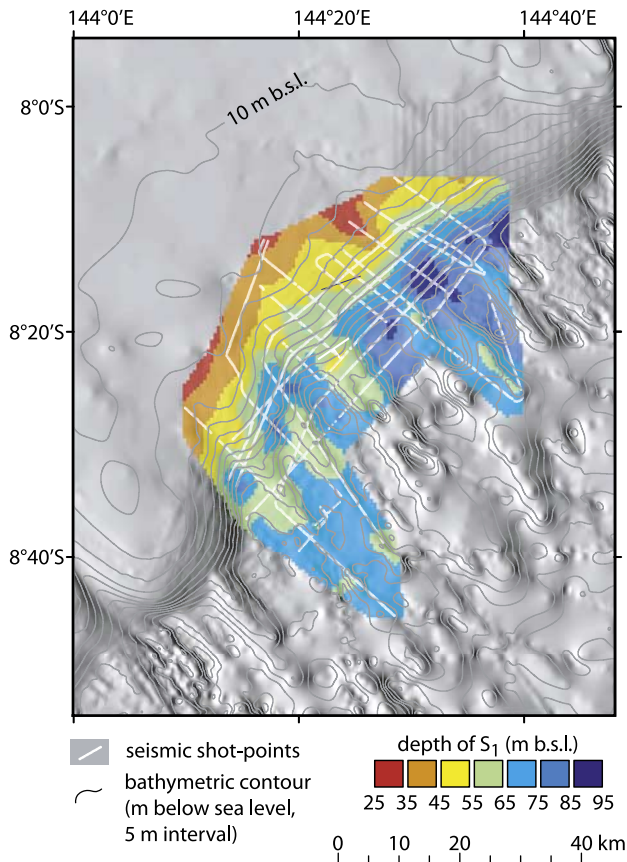 144°0′E 144°20′E 144°40′E
8°0′S
10 m b.s.l.
8°20′S
8°40′S
seismic shot-points
bathymetric contour
(m below sea level,
5 m interval)
depth of S1 (m b.s.l.)
25 35 45 55 65 75 85 95
0 10 20 40 km